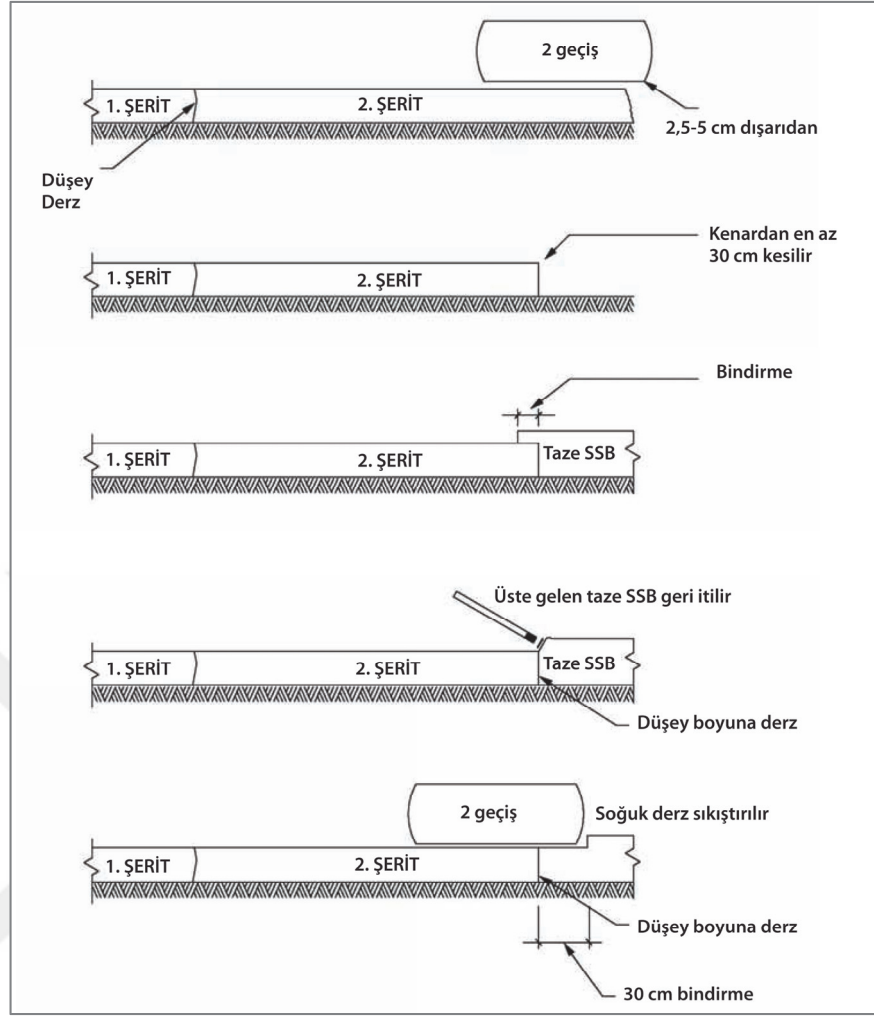 2 geçiş
1. ŞERİT
2. ŞERİT
2,5-5 cm dışarıdan
Düşey
Derz
Kenardan en az
30 cm kesilir
1. ŞERİT
2. ŞERİT
Bindirme
1. ŞERİT
2. ŞERİT
Taze SSB
Üste gelen taze SSB geri itilir
1. ŞERİT
2. ŞERİT
Taze SSB
Düşey boyuna derz
2 geçiş
Soğuk derz sıkıştırılır
1. ŞERİT
2. ŞERİT
Düşey boyuna derz
30 cm bindirme